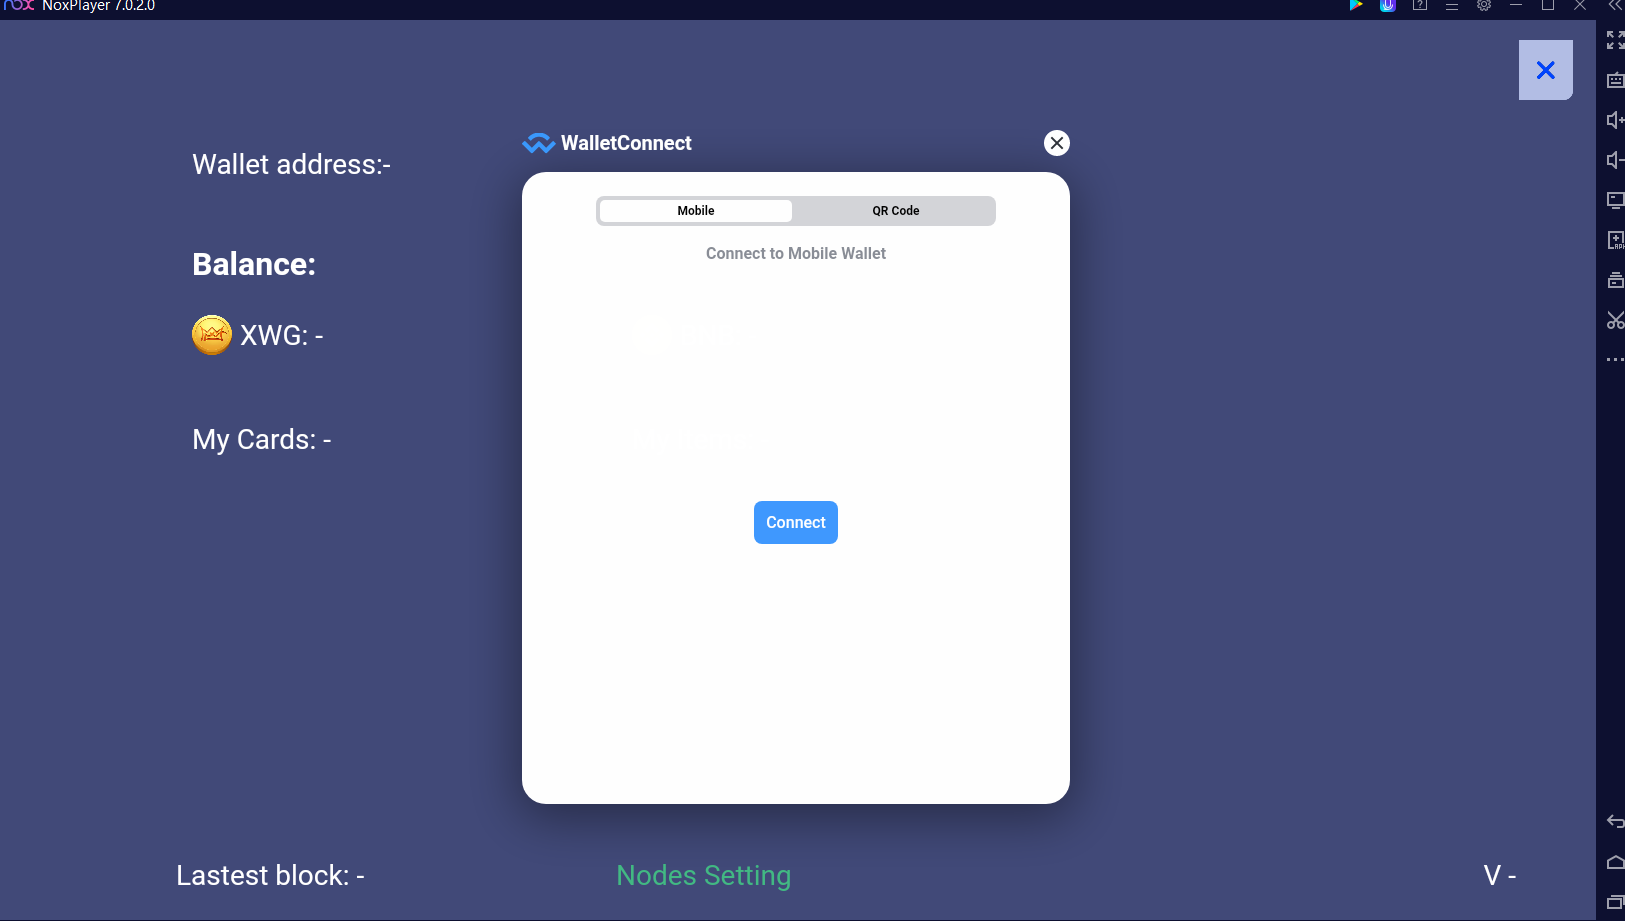 NoxPlayer 7.0.2.0
WalletConnect
Wallet address:-
Mobile
QR Code
Connect to Mobile Wallet
Balance:
XWG: -
My Cards: -
Connect
Lastest block: -
Nodes Setting
V -